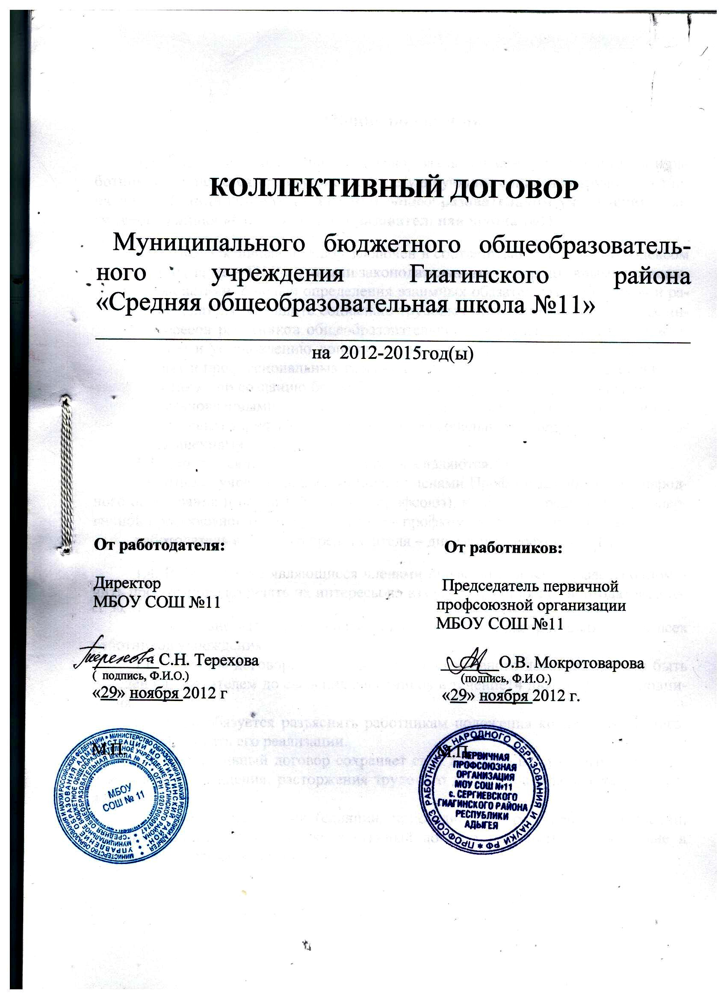 КОЛЛЕКТИВНЫЙ ДОГОВОР
Муниципального бюджетного общеобразователь-
ного учреждения Гиагинского района
«Средняя общеобразовательная школа №11»
на 2012-2015год(ы)
От работодателя:
Директор
МБОУ СОШ №11
Терехова С.Н. Терехова
( подпись, Ф.И.О.)
«29» ноября 2012 г
М.П.
МБОУ
СОШ № 11
От работников:
Председатель первичной
профсоюзной организации
МБОУ СОШ №11
О.В. Мокротоварова
(подпись, Ф.И.О.)
«29» ноября 2012 г.
М.П.
ПРОФСОЮЗ РАБОТНИКОВ НАРОДНОГО ОБРАЗОВАНИЯ И НАУКИ РФ
ПЕРВИЧНАЯ
ПРОФСОЮЗНАЯ
ОРГАНИЗАЦИЯ
МОУ СОШ №11
с. СЕРГИЕВСКОГО
ГИАГИНСКОГО РАЙОНА
РЕСПУБЛИКИ
АДЫГЕЯ